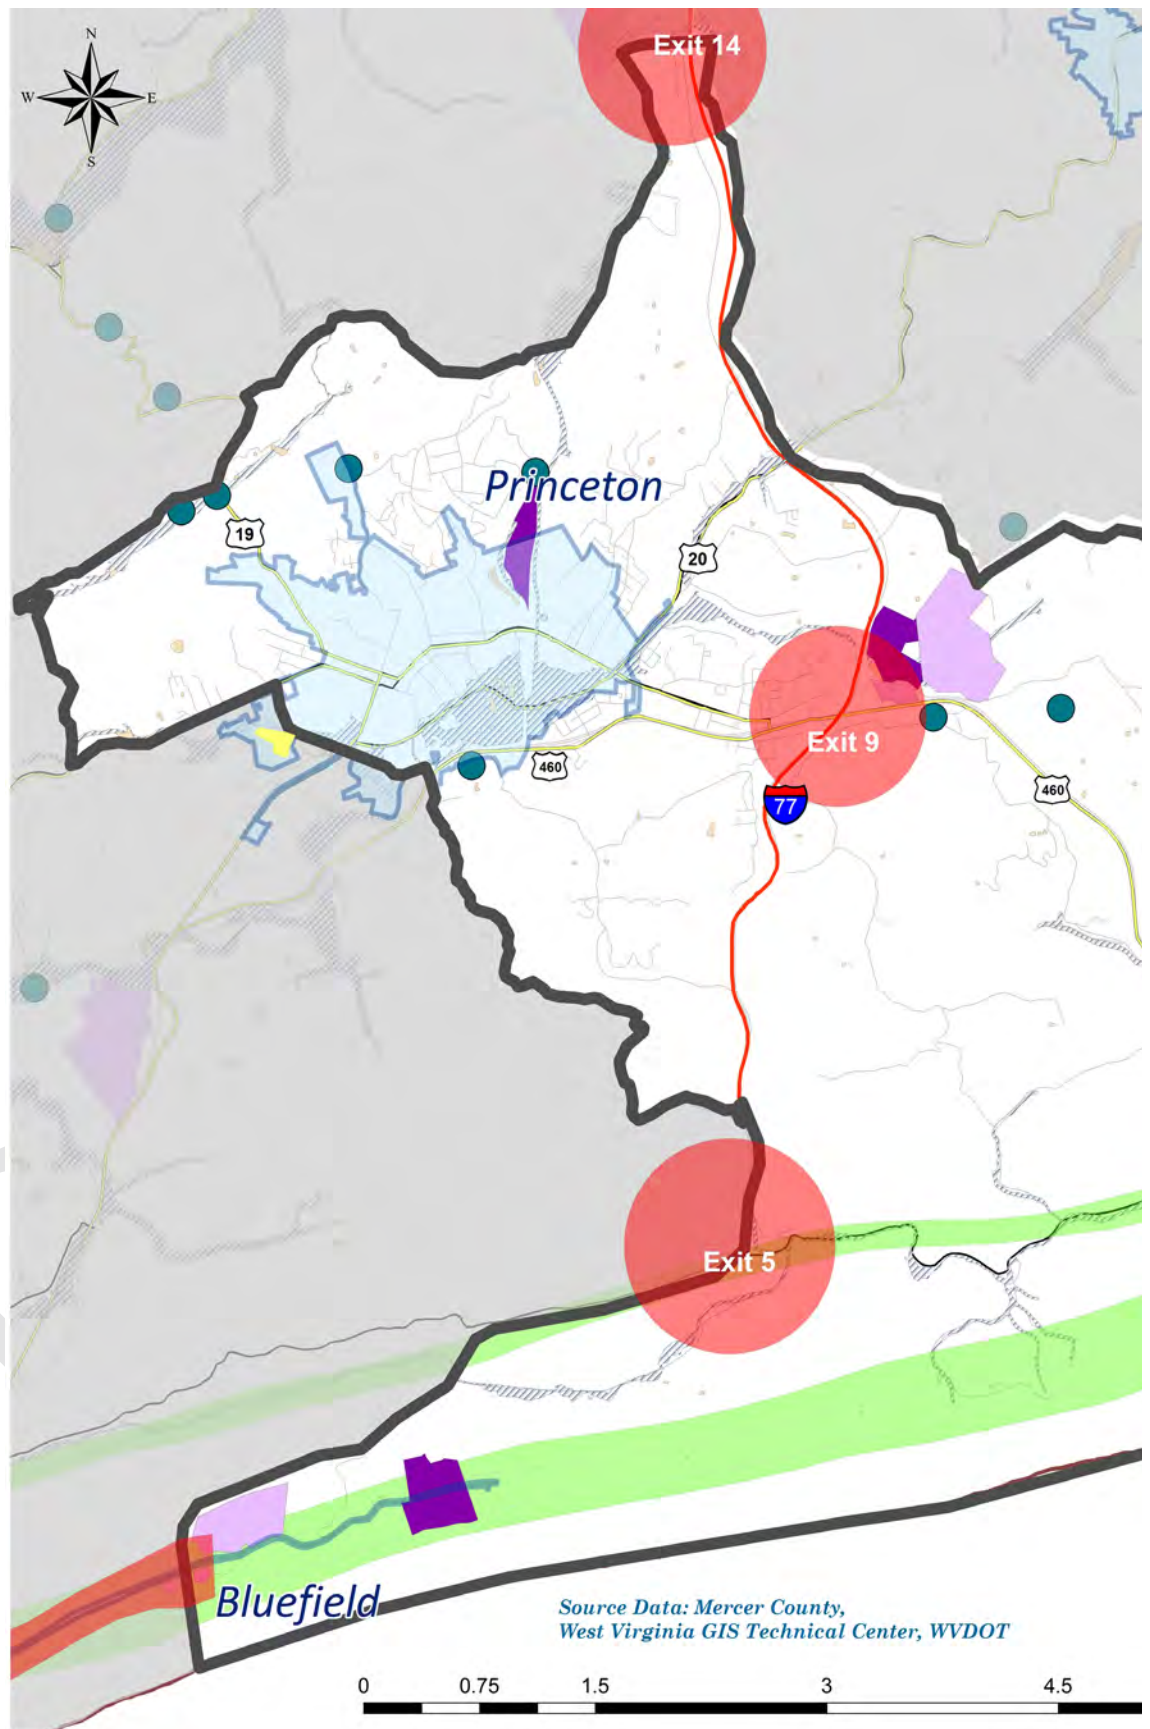 N
W E
S
Exit 14
Princeton
19
20
Exit 9
460
460
77
Exit 5
Bluefield
Source Data: Mercer County,
West Virginia GIS Technical Center, WVDOT
0 0.75 1.5 3 4.5